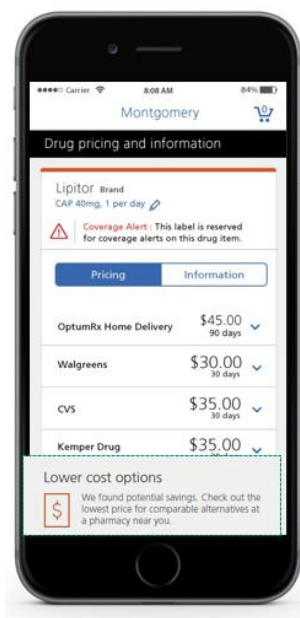 Carrier 8:08 AM 84%
Montgomery 0
Drug pricing and information
Lipitor Brand
CAP 40mg, 1 per day
Coverage Alert : This label is reserved
for coverage alerts on this drug item.
Pricing Information
OptumRx Home Delivery $45.00
90 days
Walgreens $30.00
30 days
CVS $35.00
30 days
Kemper Drug $35.00
Lower cost options
$ We found potential savings. Check out the
lowest price for comparable alternatives at
a pharmacy near you.